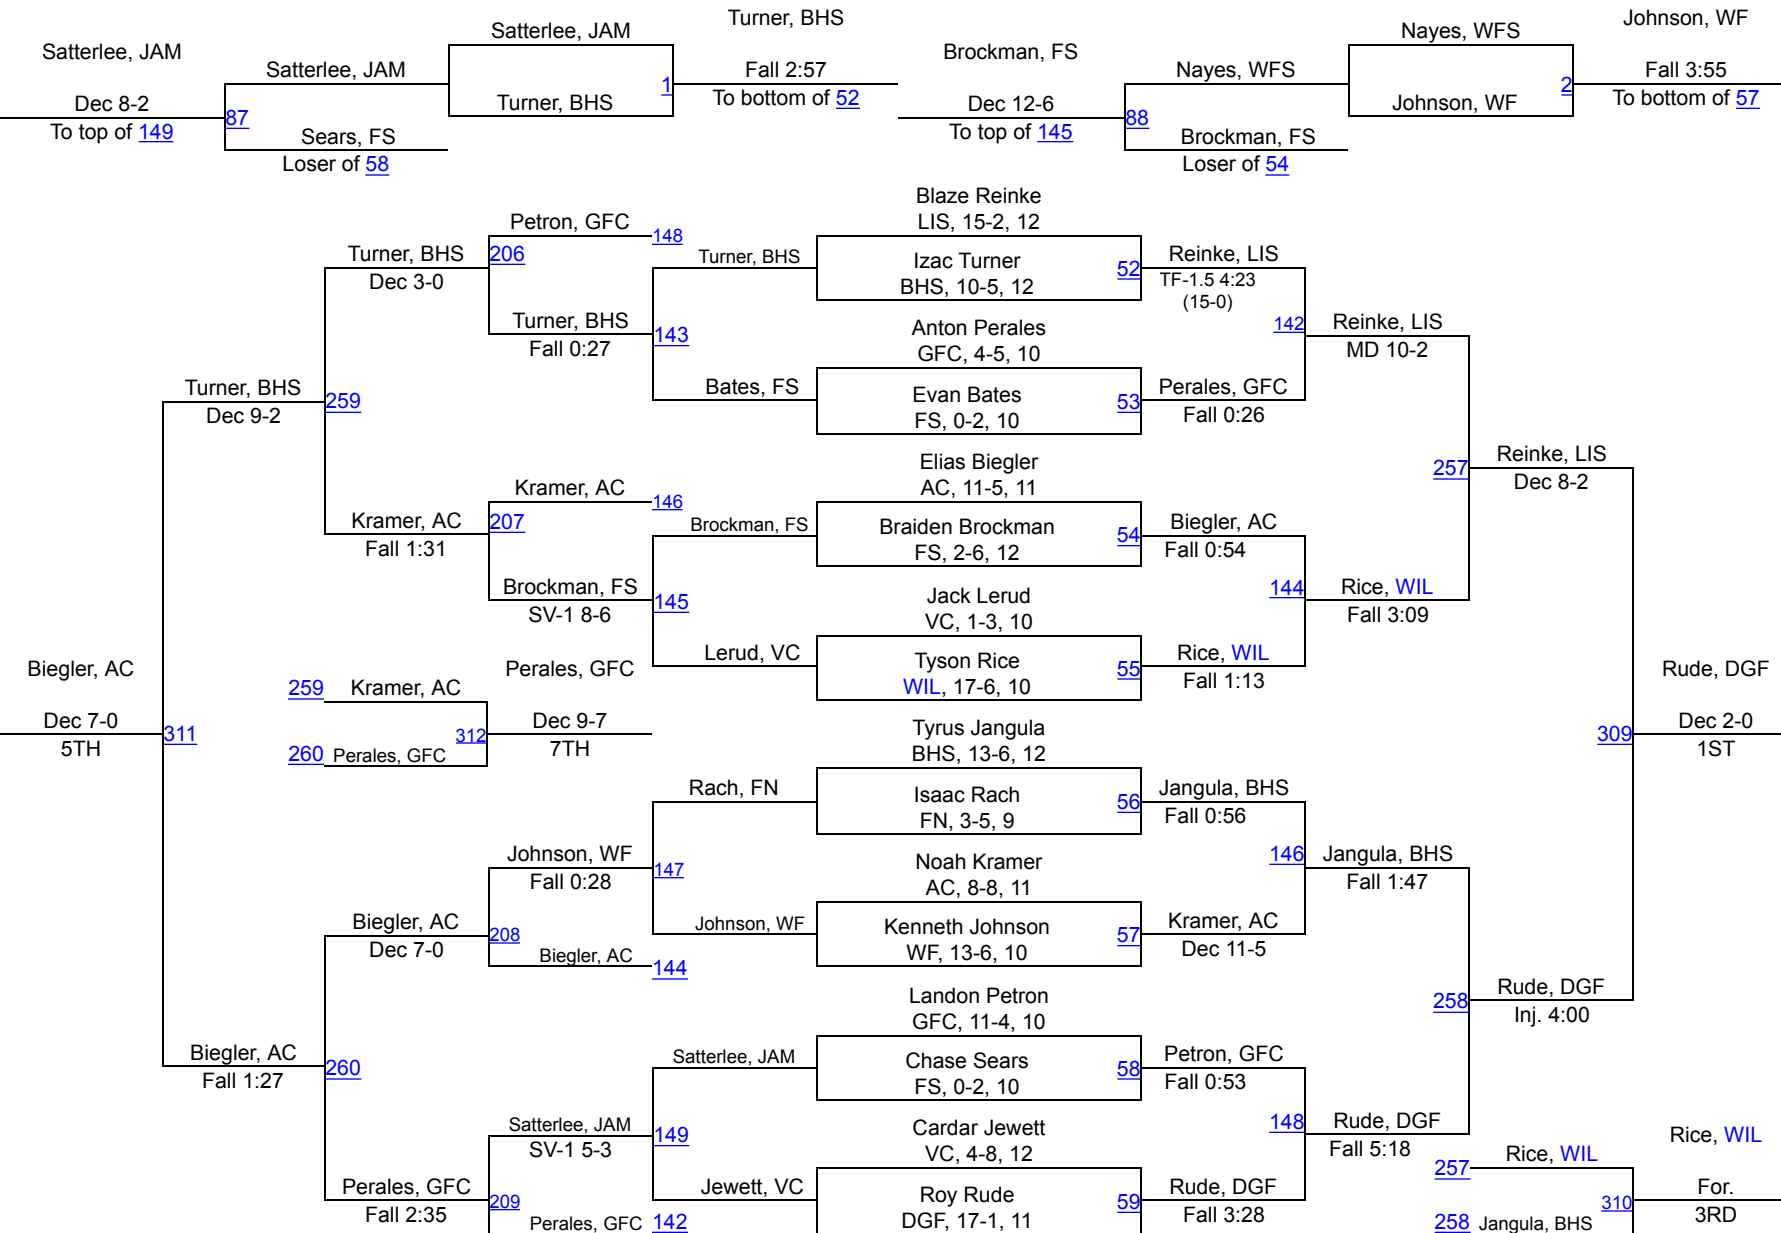 Satterlee, JAM
Dec 8-2
To top of 149
Satterlee, JAM
87
Sears, FS
Loser of 58
Satterlee, JAM
Turner, BHS
1
Turner, BHS
Fall 2:57
To bottom of 52
Brockman, FS
Dec 12-6
To top of 145
Nayes, WFS
88
Brockman, FS
Loser of 54
Nayes, WFS
Johnson, WF
2
Johnson, WF
Fall 3:55
To bottom of 57
Blaze Reinke
LIS, 15-2, 12
Izac Turner
BHS, 10-5, 12
52
Anton Perales
GFC, 4-5, 10
Evan Bates
FS, 0-2, 10
53
Elias Biegler
AC, 11-5, 11
Braiden Brockman
FS, 2-6, 12
54
Jack Lerud
VC, 1-3, 10
Tyson Rice
WIL, 17-6, 10
55
Tyrus Jangula
BHS, 13-6, 12
Isaac Rach
FN, 3-5, 9
56
Noah Kramer
AC, 8-8, 11
Kenneth Johnson
WF, 13-6, 10
57
Landon Petron
GFC, 11-4, 10
Chase Sears
FS, 0-2, 10
58
Cardar Jewett
VC, 4-8, 12
Roy Rude
DGF, 17-1, 11
59
Reinke, LIS
TF-1.5 4:23
(15-0)
142
Perales, GFC
Fall 0:26
Biegler, AC
Fall 0:54
144
Rice, WIL
Fall 1:13
Jangula, BHS
Fall 0:56
146
Kramer, AC
Dec 11-5
Petron, GFC
Fall 0:53
148
Rude, DGF
Fall 3:28
Reinke, LIS
MD 10-2
257
Rice, WIL
Fall 3:09
Jangula, BHS
Fall 1:47
258
Rude, DGF
Fall 5:18
Reinke, LIS
Dec 8-2
309
Rude, DGF
Inj. 4:00
Rude, DGF
Dec 2-0
1ST
257
Rice, WIL
258
Jangula, BHS
310
Rice, WIL
For.
3RD
Turner, BHS
143
Bates, FS
Brockman, FS
145
Lerud, VC
Rach, FN
147
Johnson, WF
Satterlee, JAM
149
Jewett, VC
Petron, GFC
148
206
Turner, BHS
Fall 0:27
Kramer, AC
146
207
Brockman, FS
SV-1 8-6
Johnson, WF
Fall 0:28
208
Biegler, AC
144
Satterlee, JAM
SV-1 5-3
209
Perales, GFC
142
Turner, BHS
Dec 3-0
259
Kramer, AC
Fall 1:31
Biegler, AC
Dec 7-0
260
Perales, GFC
Fall 2:35
Turner, BHS
Dec 9-2
311
Biegler, AC
Fall 1:27
Biegler, AC
Dec 7-0
5TH
259
Kramer, AC
260
Perales, GFC
312
Perales, GFC
Dec 9-7
7TH